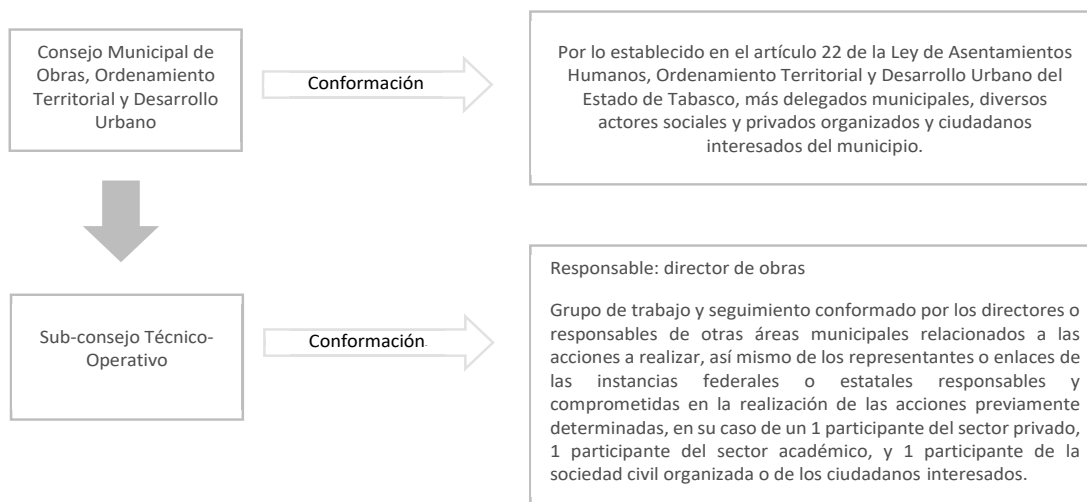 Consejo Municipal de
Obras, Ordenamiento
Territorial y Desarrollo
Urbano
Conformación
Por lo establecido en el artículo 22 de la Ley de Asentamientos
Humanos, Ordenamiento Territorial y Desarrollo Urbano del
Estado de Tabasco, más delegados municipales, diversos
actores sociales y privados organizados y ciudadanos
interesados del municipio.
Sub-consejo Técnico-
Operativo
Conformación
Responsable: director de obras
Grupo de trabajo y seguimiento conformado por los directores o
responsables de otras áreas municipales relacionados a las
acciones a realizar, así mismo de los representantes o enlaces de
las instancias federales o estatales responsables y
comprometidas en la realización de las acciones previamente
determinadas, en su caso de un 1 participante del sector privado,
1 participante del sector académico, y 1 participante de la
sociedad civil organizada o de los ciudadanos interesados.